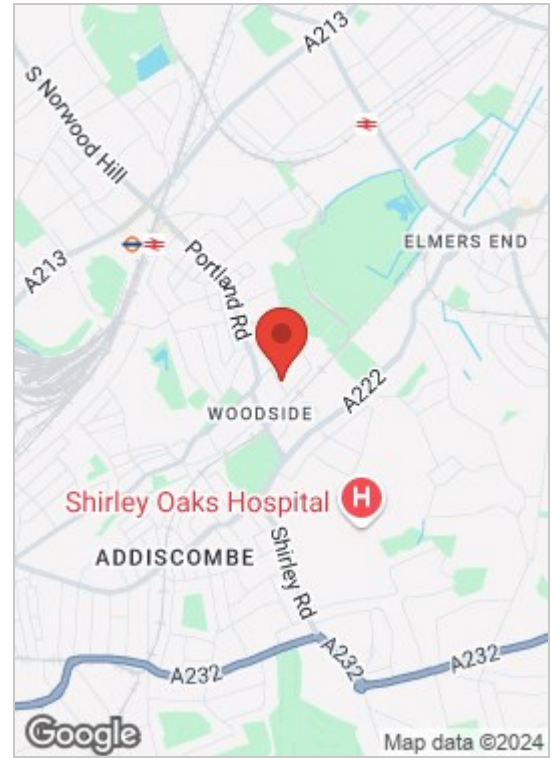 A213
S Norwood Hill
A213
Portland Rd
ELMERS END
A222
WOODSIDE
Shirley Oaks Hospital H
ADDISCOMBE
Shirley Rd
A232
A232
A232
Google
Map data ©2024